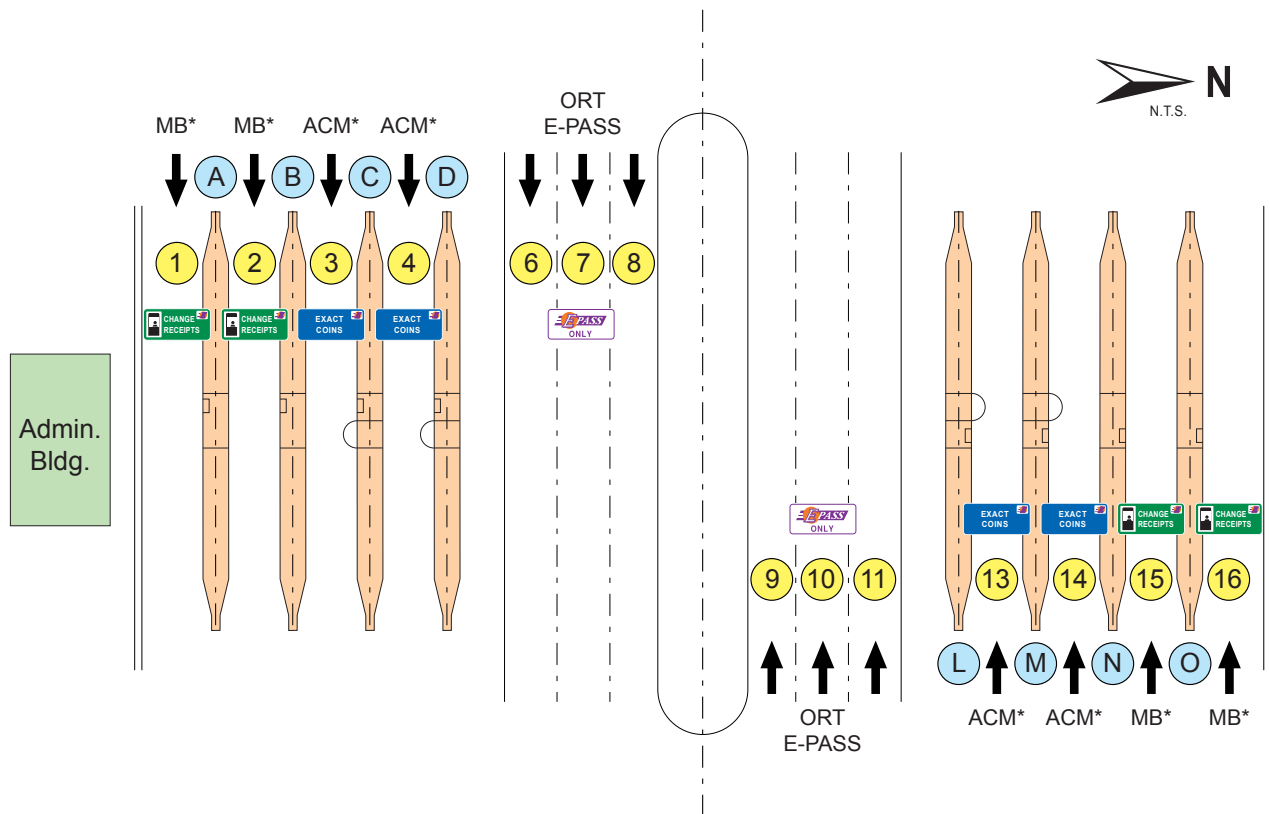 N
N.T.S.
ORT
E-PASS
MB* MB* ACM* ACM*
A B C D
1 2 3 4 6 7 8
CHANGE
RECEIPTS
CHANGE
RECEIPTS
EXACT
COINS
EXACT
COINS
E-PASS
ONLY
Admin.
Bldg.
E-PASS
ONLY
EXACT
COINS
EXACT
COINS
CHANGE
RECEIPTS
CHANGE
RECEIPTS
9 10 11 13 14 15 16
L M N O
ORT
E-PASS
ACM* ACM* MB* MB*